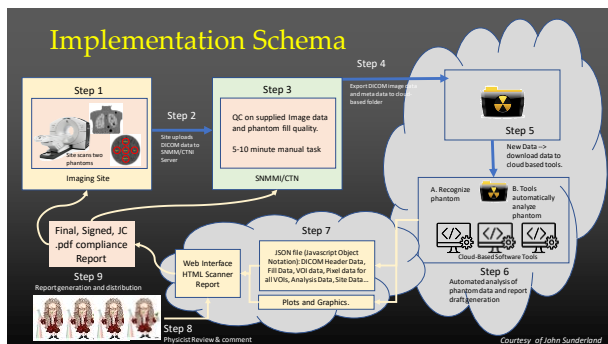 Implementation Schema
Step 1
Site scans two
phantoms
Imaging Site
Step 2
Site uploads
DICOM data to
SNMMI/CTNI
Server
Step 3
QC on supplied Image data
and phantom fill quality.
5-10 minute manual task
SNMMI/CTN
Step 4
Export DICOM image data
and meta data to cloud
based folder
Step 5
New Data –>
download data to
cloud based tools.
A. Recognize
phantom
B. Tools
automatically
analyze
phantom
Cloud-Based Software Tools
Step 6
Automated analysis of
phantom data and report
draft generation
Step 7
JSON file (Javascript Object
Notation): DICOM Header Data,
Fill Data, VOI data, Pixel data for
all VOIs, Analysis Data, Site Data...
Plots and Graphics.
Web Interface
HTML Scanner
Report
Step 8
Physicist Review & comment
Final, Signed, JC
.pdf compliance
Report
Step 9
Report generation and distribution
Courtesy of John Sunderland